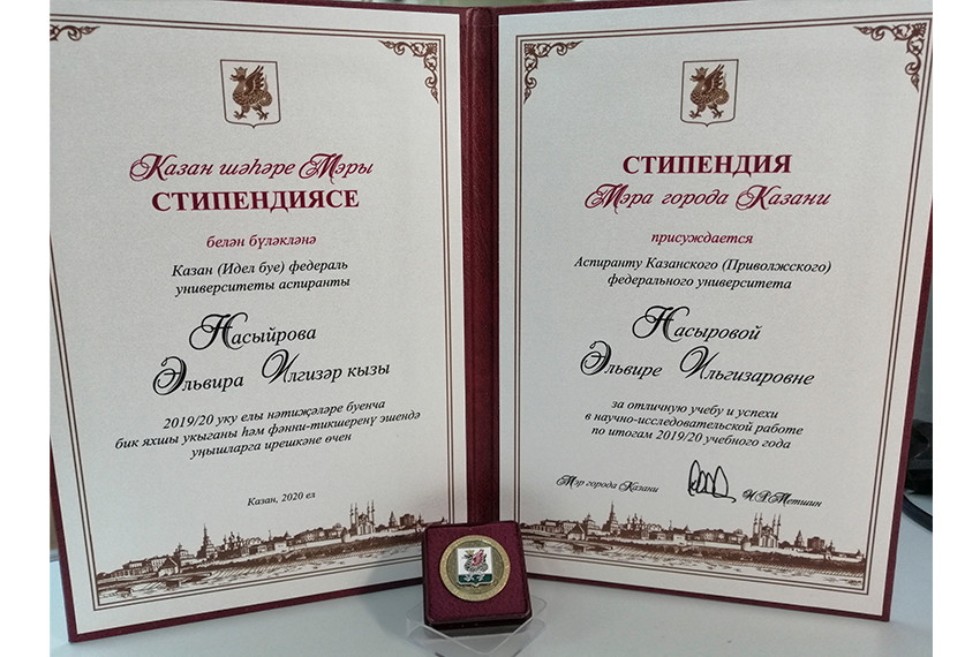 Казан шәһәре Мэры
СТИПЕНДИЯСЕ
белән бүләкләнә
Казан (Идел буе) федераль
университеты аспиранты
Насыйрова
Эльвира Илгизәр кызы
2019/20 уку елы нәтиҗәләре буенча
бик яхшы укыганы һәм фәнни-тикшеренү эшендә
уңышларга ирешкәне өчен
Казан, 2020 ел
СТИПЕНДИЯ
Мэра города Казани
присуждается
Аспиранту Казанского (Приволжского)
федерального университета
Насыровой
Эльвире Ильгизаровне
за отличную учебу и успехи
в научно-исследовательской работе
по итогам 2019/20 учебного года
Мэр города Казани
И.Р.Метшин